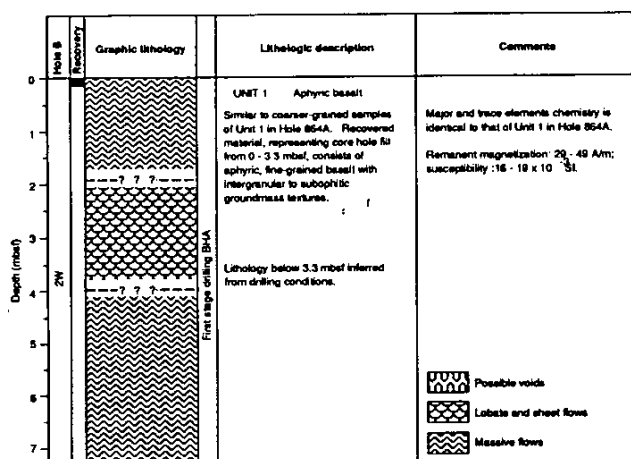 Hole B
Recovery
Graphic lithology
Lithologic description
Comments
0
1
2
3
4
5
6
7
Depth (mbsf)
2W
? ? ?
? ? ?
First stage drilling BHA
UNIT 1 Aphyric basalt
Similar to coarser-grained samples
of Unit 1 in Hole 864A. Recovered
material, representing core hole fill
from 0 - 3.3 mbsf, consists of
aphyric, fine-grained basalt with
intergranular to subophitic
groundmass textures.
Lithology below 3.3 mbsf inferred
from drilling conditions.
Major and trace elements chemistry is
identical to that of Unit 1 in Hole 864A.
Remanent magnetization: 29 - 49 A/m;
susceptibility :16 - 19 x 10 SI.
Possible voids
Lobate and sheet flows
Massive flows